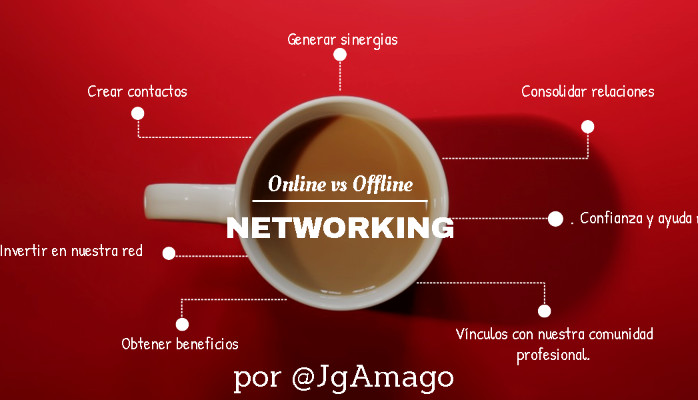 Generar sinergias
Crear contactos
Consolidar relaciones
Online vs Offline
. Confianza y ayuda
NETWORKING
Invertir en nuestra red
Vínculos con nuestra comunidad
profesional.
Obtener beneficios
por @JgAmago